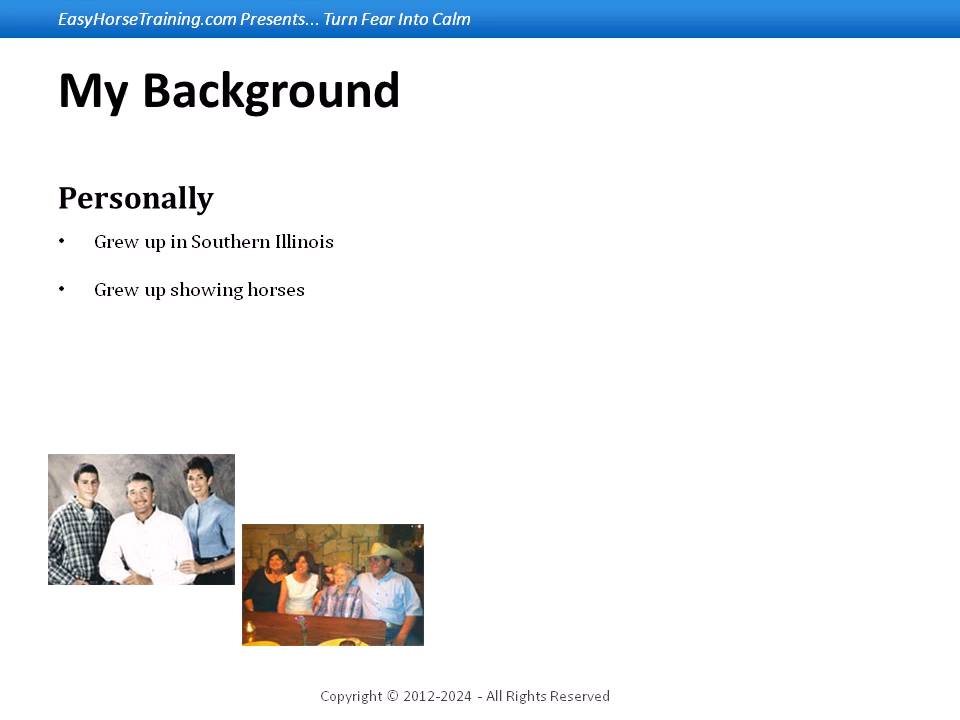 EasyHorseTraining.com Presents... Turn Fear Into Calm
My Background
Personally
• Grew up in Southern Illinois
• Grew up showing horses
Copyright © 2012-2024 - All Rights Reserved